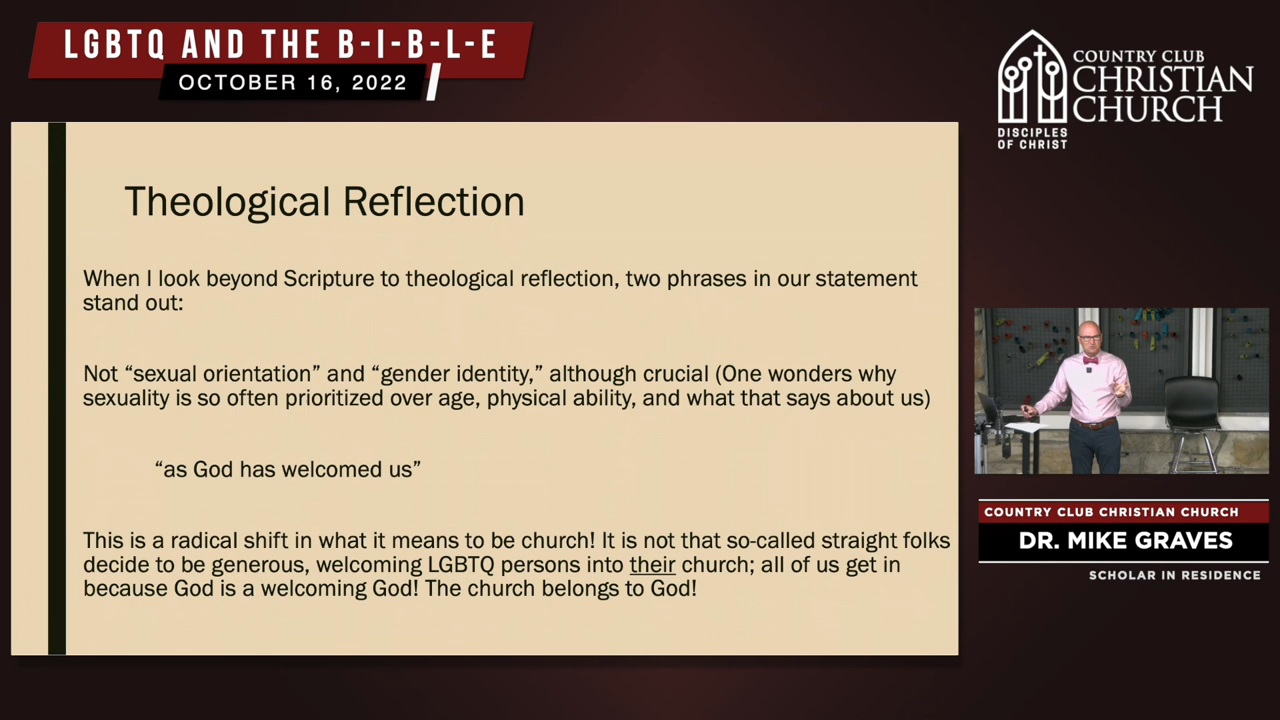 LGBTQ AND THE B-I-B-L-E
OCTOBER 16, 2022
COUNTRY CLUB
CHRISTIAN
CHURCH
DISCIPLES
OF CHRIST
Theological Reflection
When I look beyond Scripture to theological reflection, two phrases in our statement
stand out:
Not “sexual orientation” and “gender identity,” although crucial (One wonders why
sexuality is so often prioritized over age, physical ability, and what that says about us)
“as God has welcomed us”
This is a radical shift in what it means to be church! It is not that so-called straight folks
decide to be generous, welcoming LGBTQ persons into their church; all of us get in
because God is a welcoming God! The church belongs to God!
COUNTRY CLUB CHRISTIAN CHURCH
DR. MIKE GRAVES
SCHOLAR IN RESIDENCE